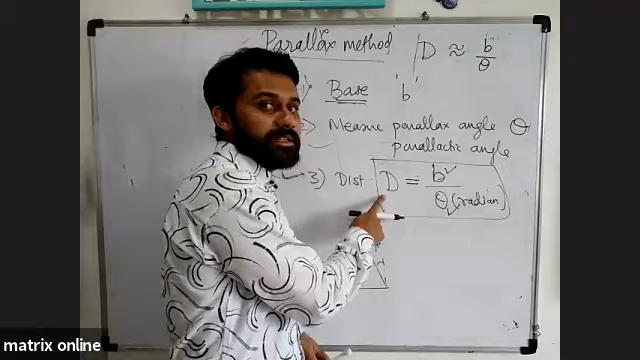 Parallax method
D ≈ b/θ
Base 'b'
Measure parallax angle θ
parallactic angle
3) Dist D = b/θ (radian)
matrix online